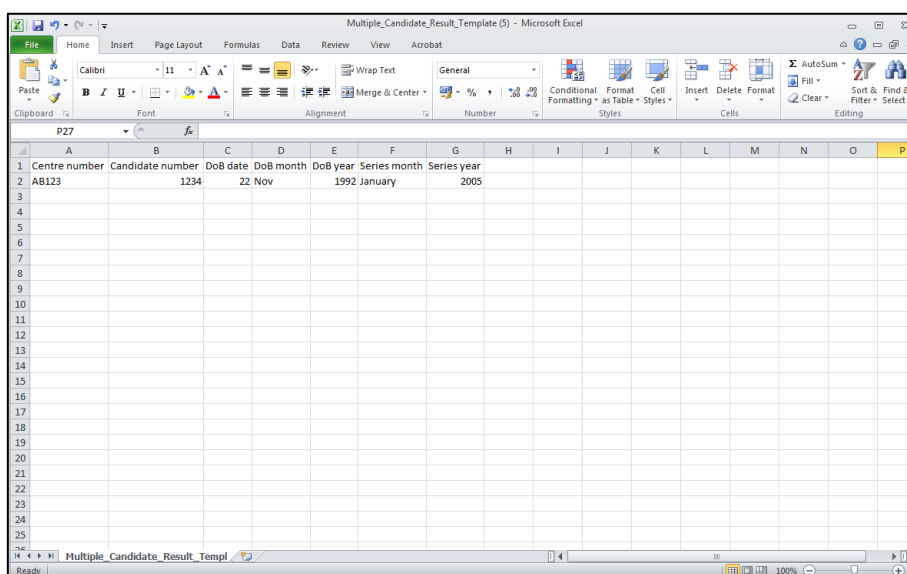 Multiple_Candidate_Result_Template (5) - Microsoft Excel
File Home Insert Page Layout Formulas Data Review View Acrobat
Calibri 11 A A Wrap Text General Σ AutoSum
Fill
Paste B I U A Merge & Center % , .0 .00 .00 .0 Conditional Format Cell Insert Delete Format Clear Sort & Find &
Formatting as Table Styles Filter Select
Clipboard Font Alignment Number Styles Cells Editing
P27 fx
A B C D E F G H I J K L M N O P
1 Centre number Candidate number DoB date DoB month DoB year Series month Series year
2 AB123 1234 22 Nov 1992 January 2005
3
4
5
6
7
8
9
10
11
12
13
14
15
16
17
18
19
20
21
22
23
24
25
26
Multiple_Candidate_Result_Templ
Ready 100%